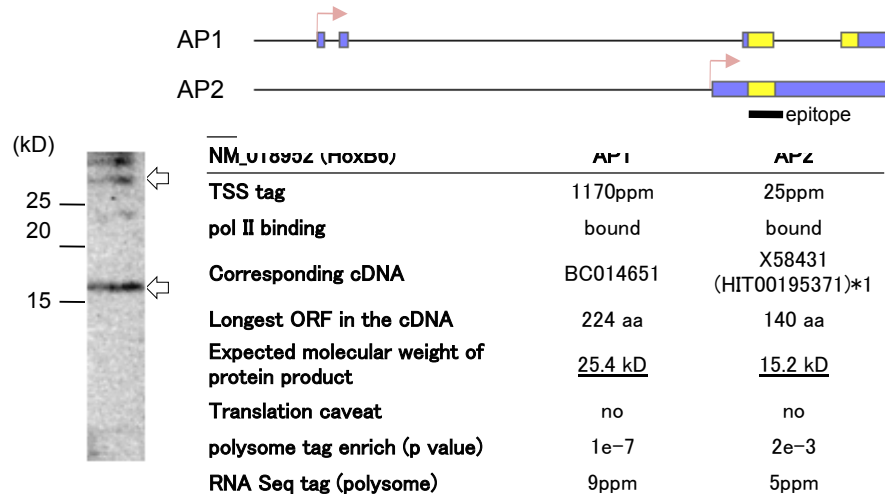 AP1
AP2
epitope
(kD)
25
20
15
NM_018952 (HoxB6) AP1 AP2
TSS tag 1170ppm 25ppm
pol II binding bound bound
Corresponding cDNA BC014651 X58431
(HIT00195371)*1
Longest ORF in the cDNA 224 aa 140 aa
Expected molecular weight of
protein product 25.4 kD 15.2 kD
Translation caveat no no
polysome tag enrich (p value) 1e-7 2e-3
RNA Seq tag (polysome) 9ppm 5ppm